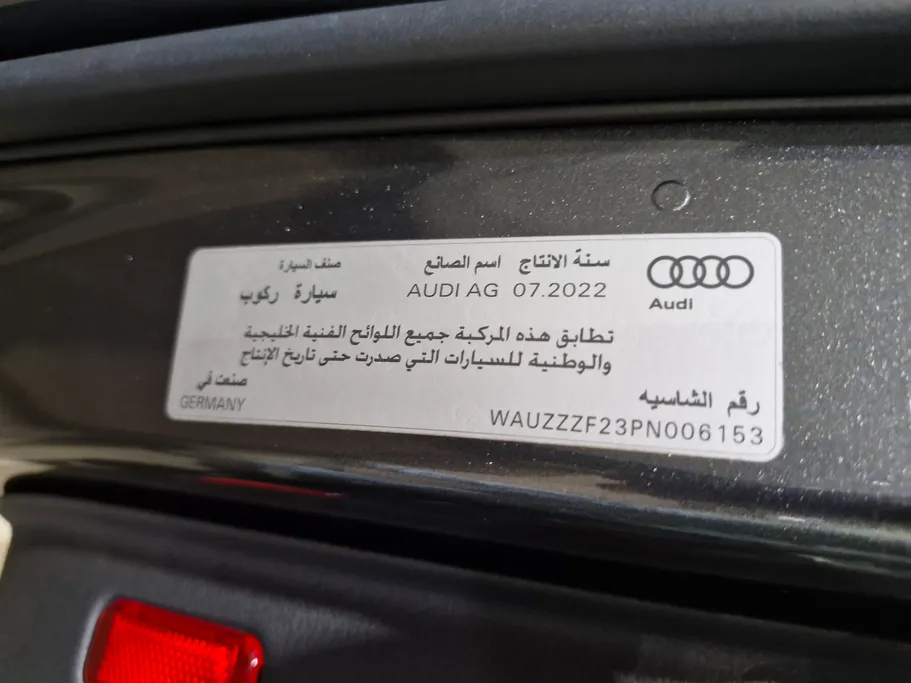 سنة الانتاج اسم الصانع صنف السيارة
AUDI AG 07.2022 سيارة ركوب
Audi
تطابق هذه المركبة جميع اللوائح الفنية الخليجية
والوطنية للسيارات التي صدرت حتى تاريخ الإنتاج
رقم الشاسيه صنعت في
WAUZZZF23PN006153 GERMANY